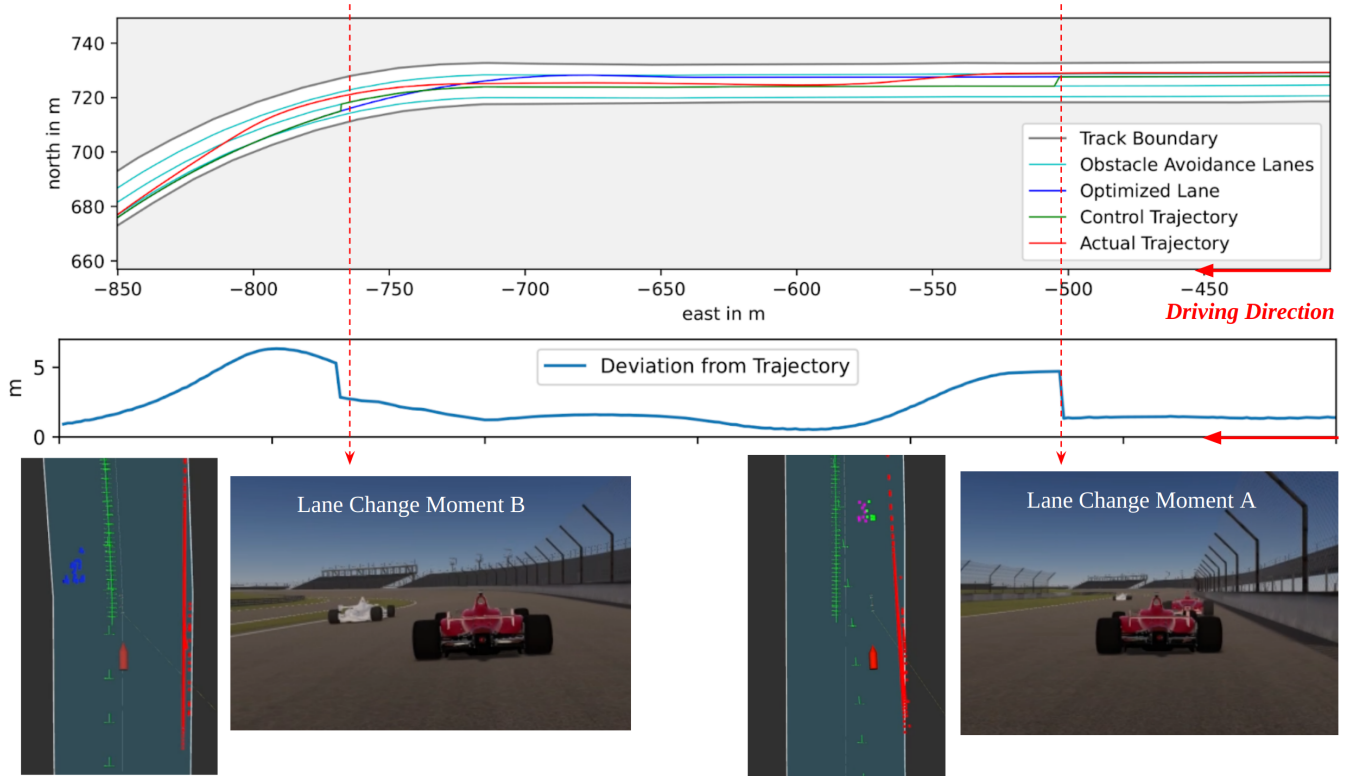 740
720
700
680
660
north in m
Track Boundary
Obstacle Avoidance Lanes
Optimized Lane
Control Trajectory
Actual Trajectory
−850
−800
−750
−700
−650
−600
−550
−500
−450
east in m
Driving Direction
5
0
m
Deviation from Trajectory
Lane Change Moment B
Lane Change Moment A